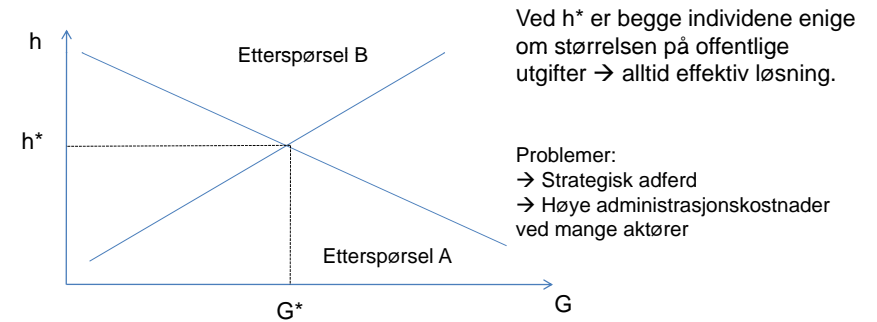 h
Etterspørsel B
h*
Etterspørsel A
G*
G
Ved h* er begge individene enige
om størrelsen på offentlige
utgifter → alltid effektiv løsning.
Problemer:
→ Strategisk adferd
→ Høye administrasjonskostnader
ved mange aktører